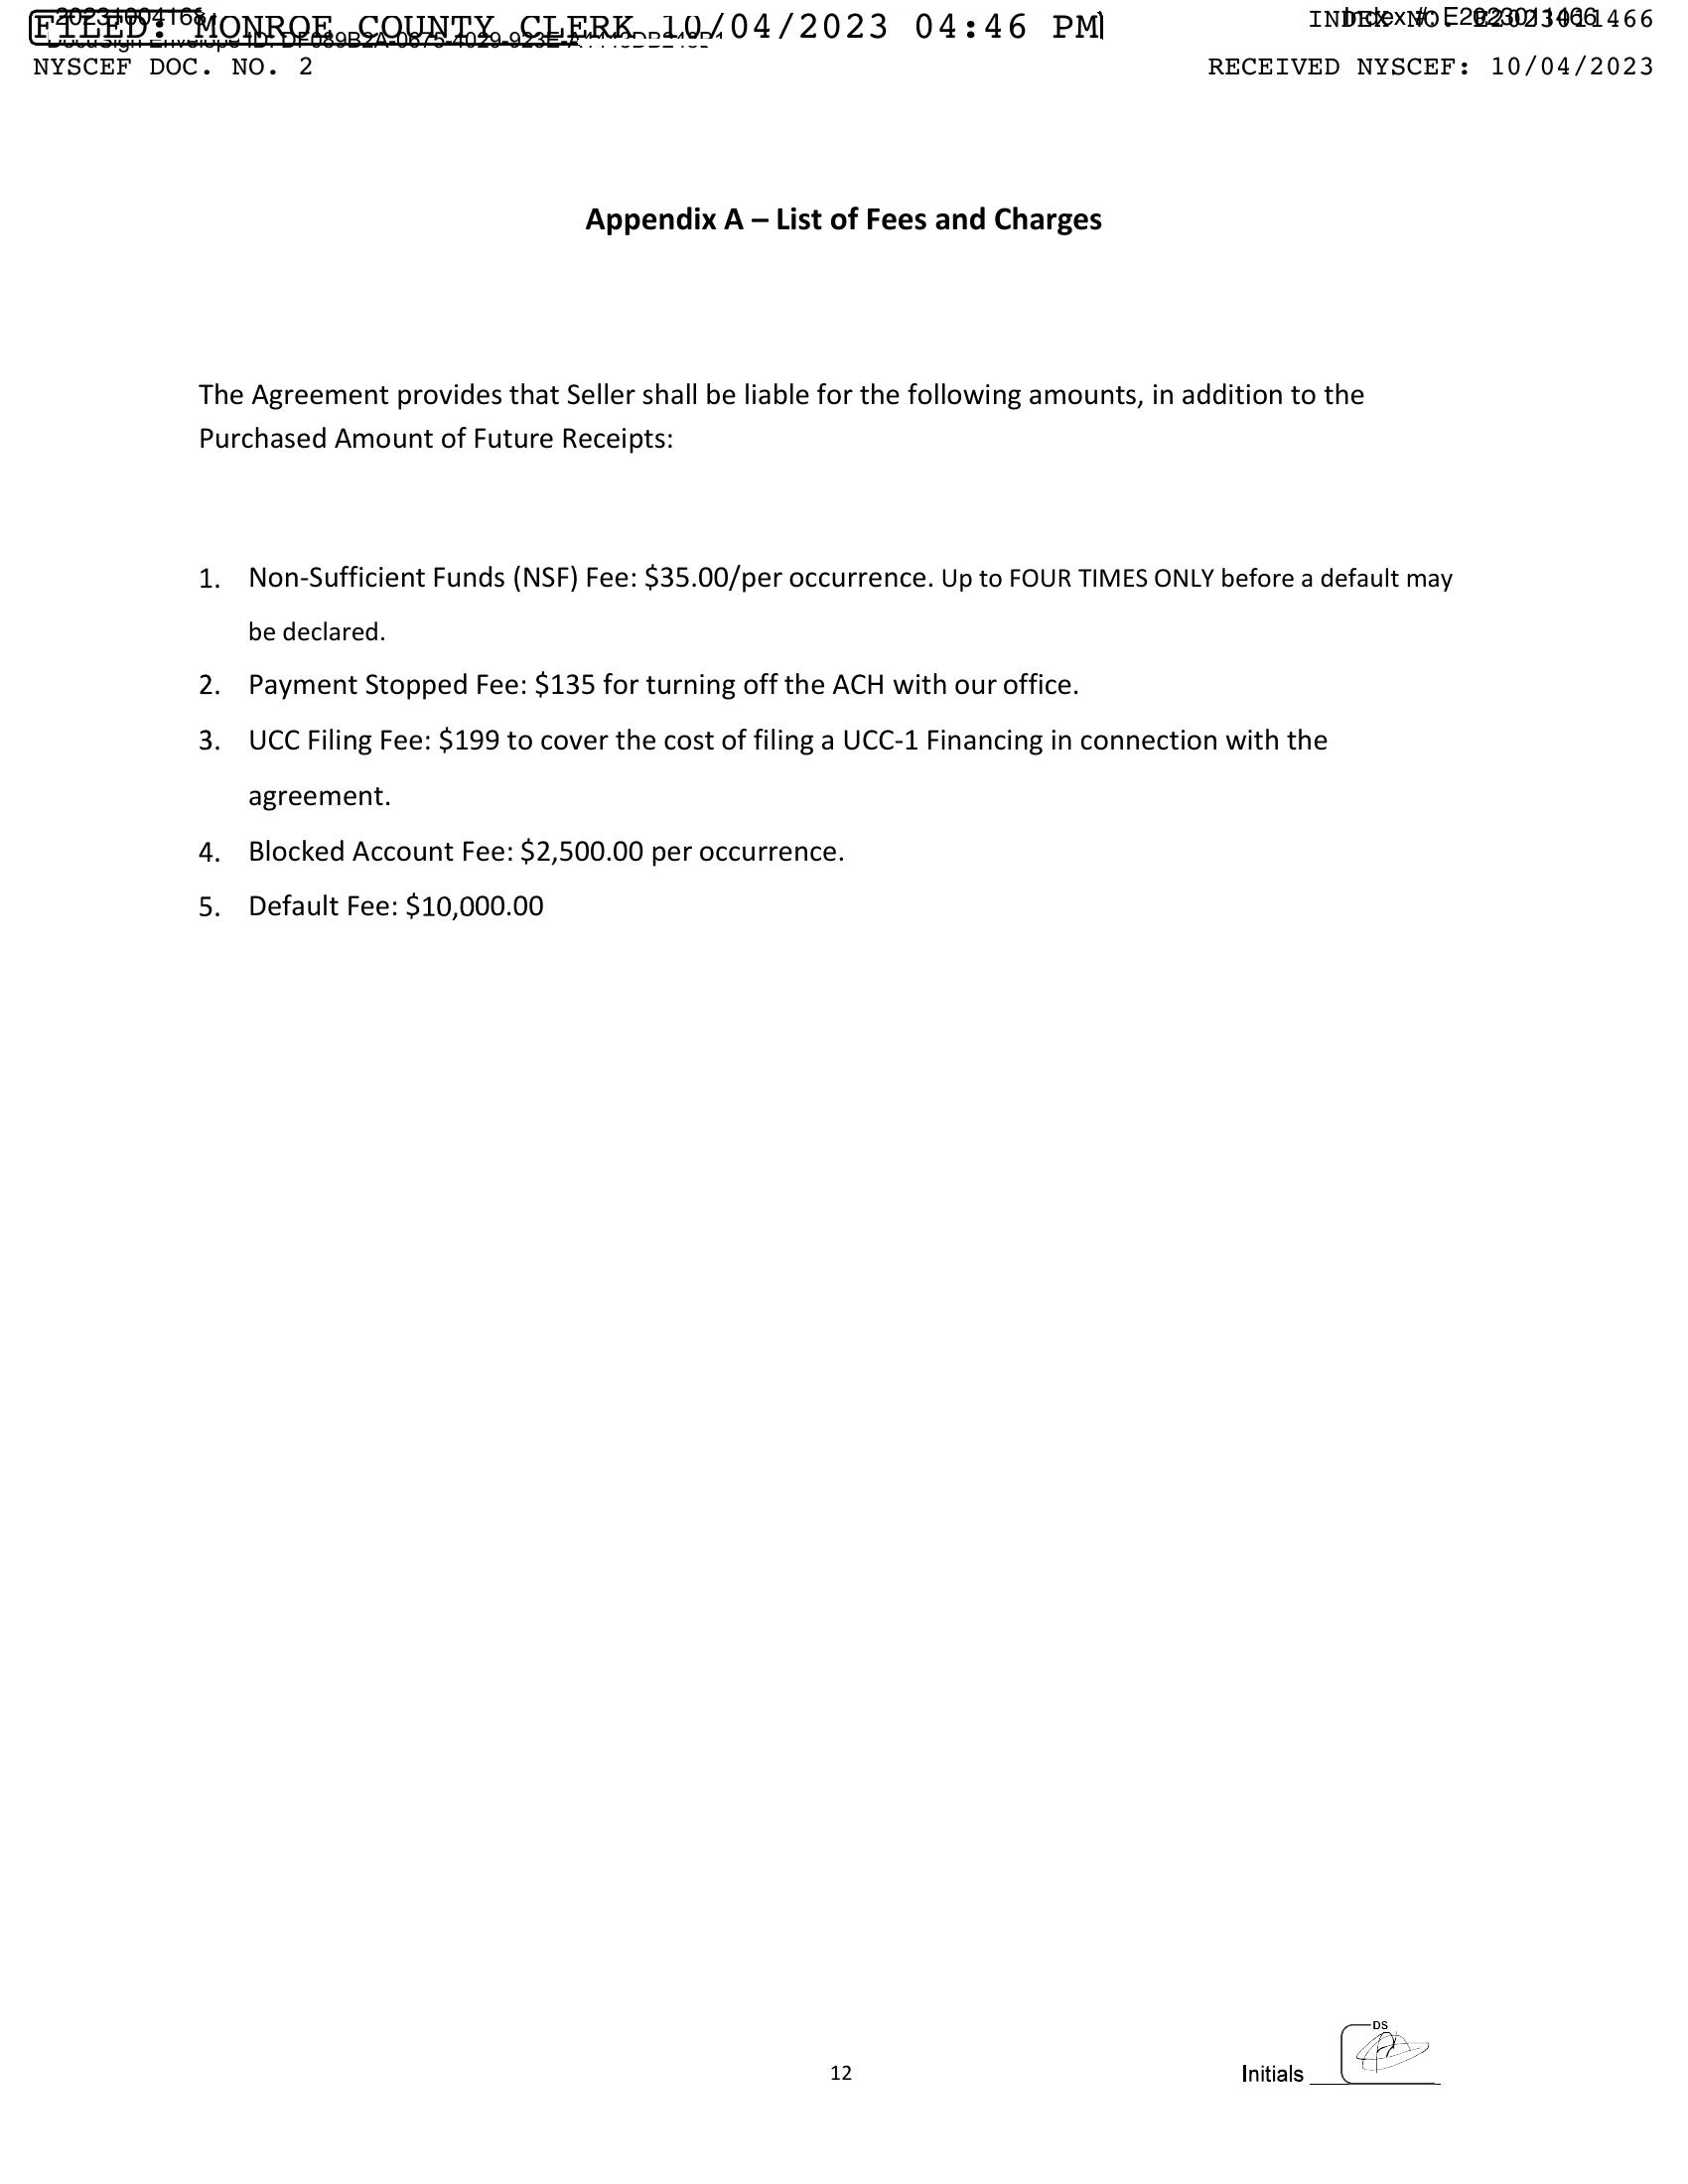 202310041681
FILED: MONROE COUNTY CLERK 10/04/2023 04:46 PM
INDEX NO. E2023011466
Index #: E2023011466
DocuSign Envelope ID:
NYSCEF DOC. NO. 2
RECEIVED NYSCEF: 10/04/2023
Appendix A – List of Fees and Charges
The Agreement provides that Seller shall be liable for the following amounts, in addition to the
Purchased Amount of Future Receipts:
1. Non-Sufficient Funds (NSF) Fee: $35.00/per occurrence. Up to FOUR TIMES ONLY before a default may
be declared.
2. Payment Stopped Fee: $135 for turning off the ACH with our office.
3. UCC Filing Fee: $199 to cover the cost of filing a UCC-1 Financing in connection with the
agreement.
4. Blocked Account Fee: $2,500.00 per occurrence.
5. Default Fee: $10,000.00
DS
12
Initials